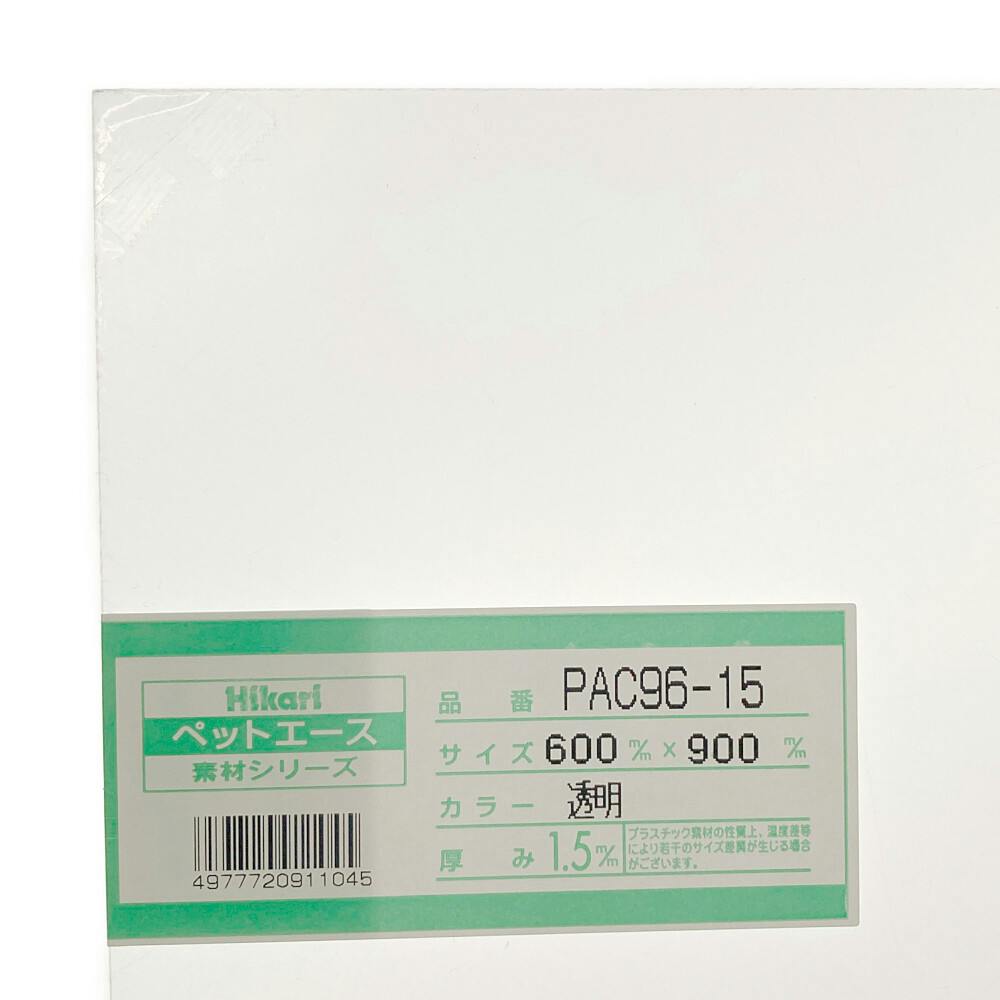 Hikari
ペットエース
素材シリーズ
4977720911045
品番 PAC96-15
サイズ 600 m/m × 900 m/m
カラー 透明
厚み 1.5 m/m
プラスチック素材の性質上、温度差等
により若干のサイズ差異が生じる場合
がございます。